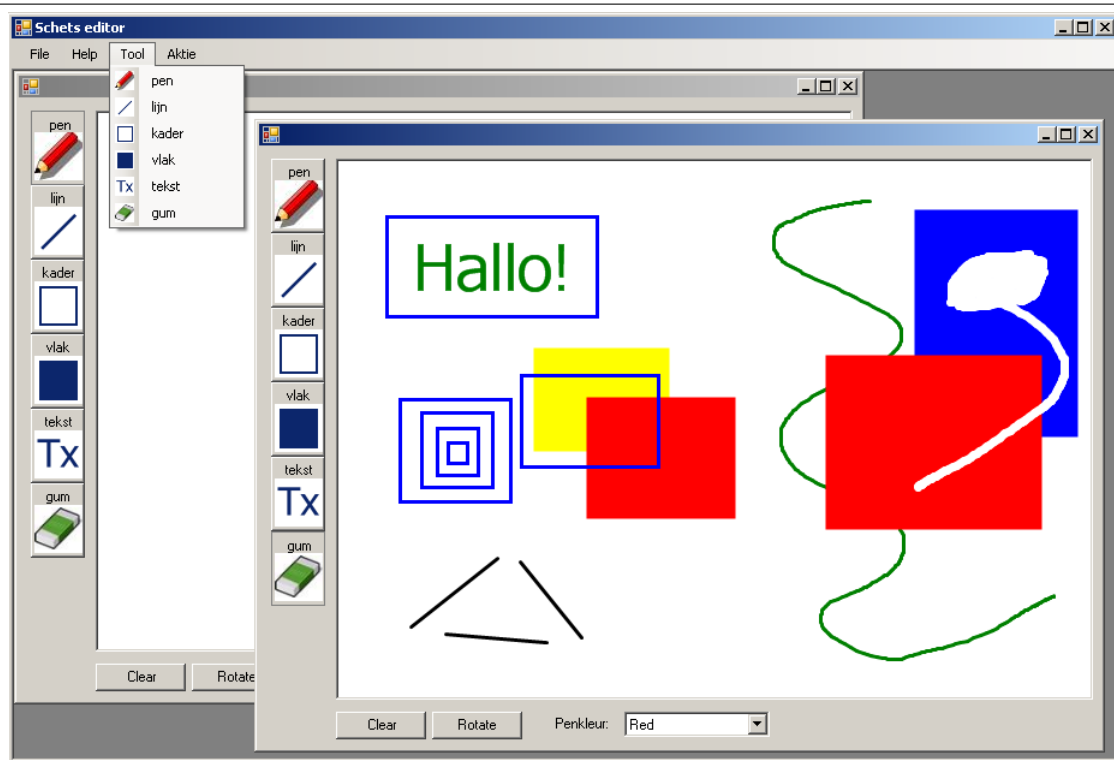 Schets editor
File Help Tool Aktie
pen
lijn
kader
vlak
tekst
gum
pen
lijn
kader
vlak
tekst
Tx
gum
Clear Rotate
pen
lijn
kader
vlak
tekst
Tx
gum
Hallo!
Clear Rotate Penkleur: Red
Tx